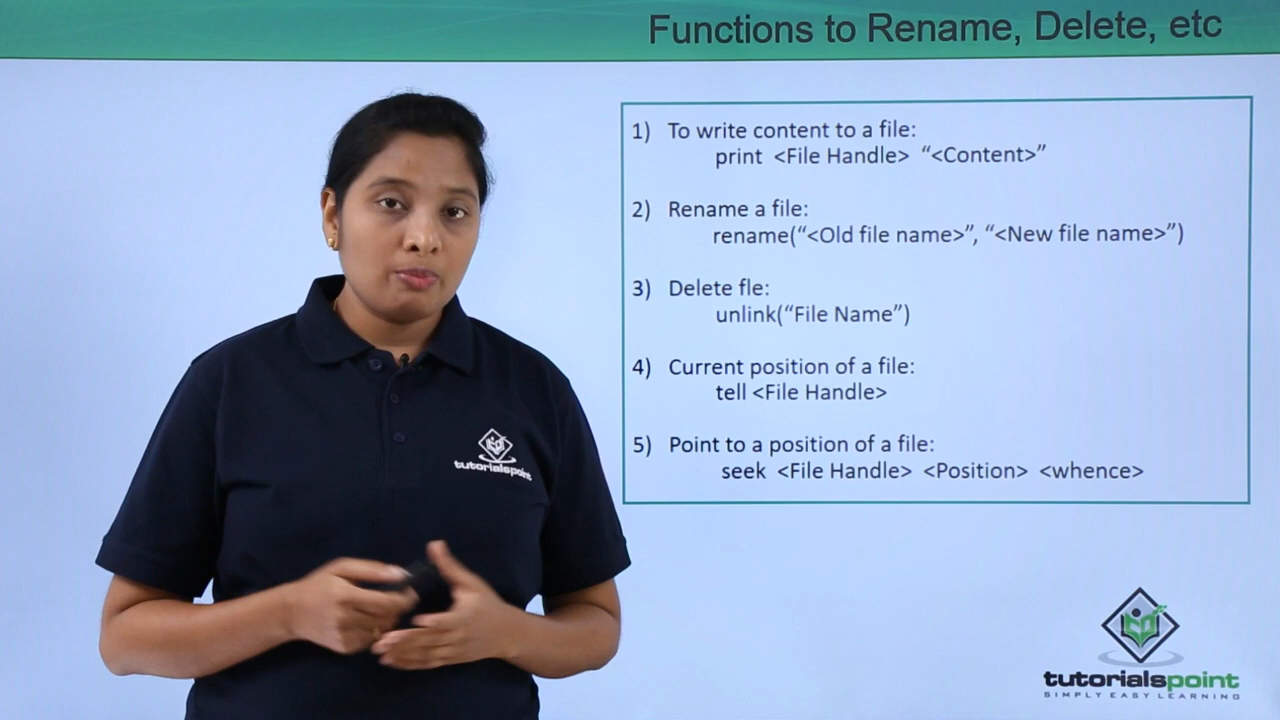 Functions to Rename, Delete, etc
1) To write content to a file:
print <File Handle> “<Content>”
2) Rename a file:
rename(“<Old file name>”, “<New file name>”)
3) Delete fle:
unlink(“File Name”)
4) Current position of a file:
tell <File Handle>
5) Point to a position of a file:
seek <File Handle> <Position> <whence>
tutorialspoint
tutorialspoint
SIMPLY EASY LEARNING